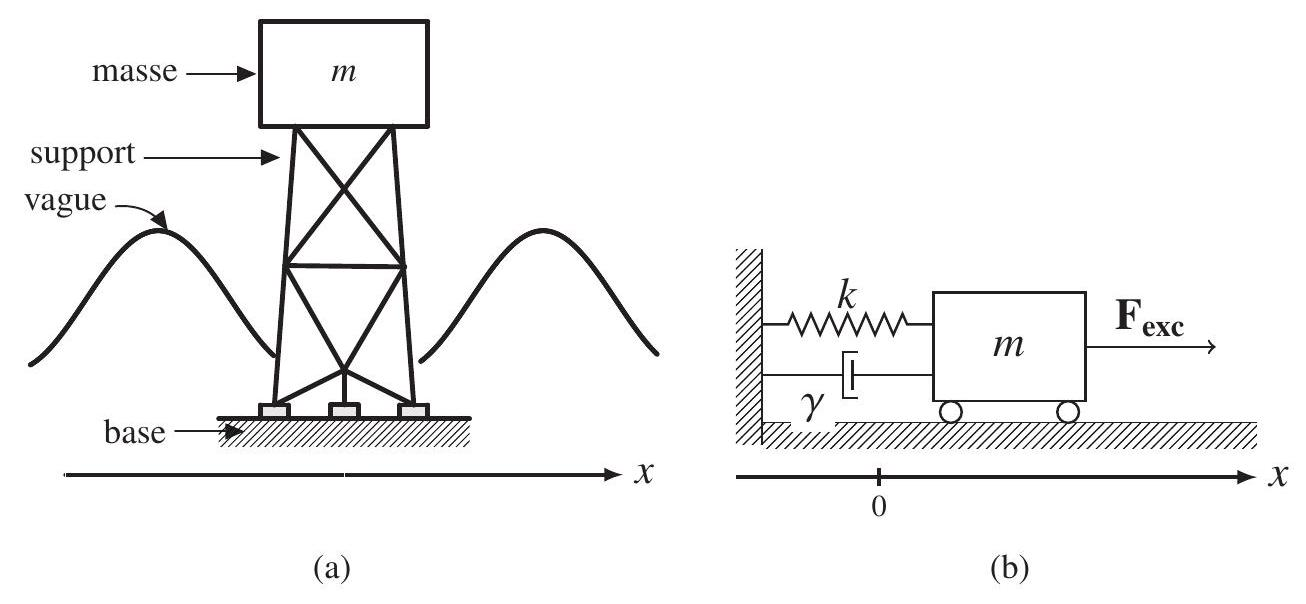 masse
m
support
vague
base
x
(a)
k
F_exc
m
γ
x
0
(b)